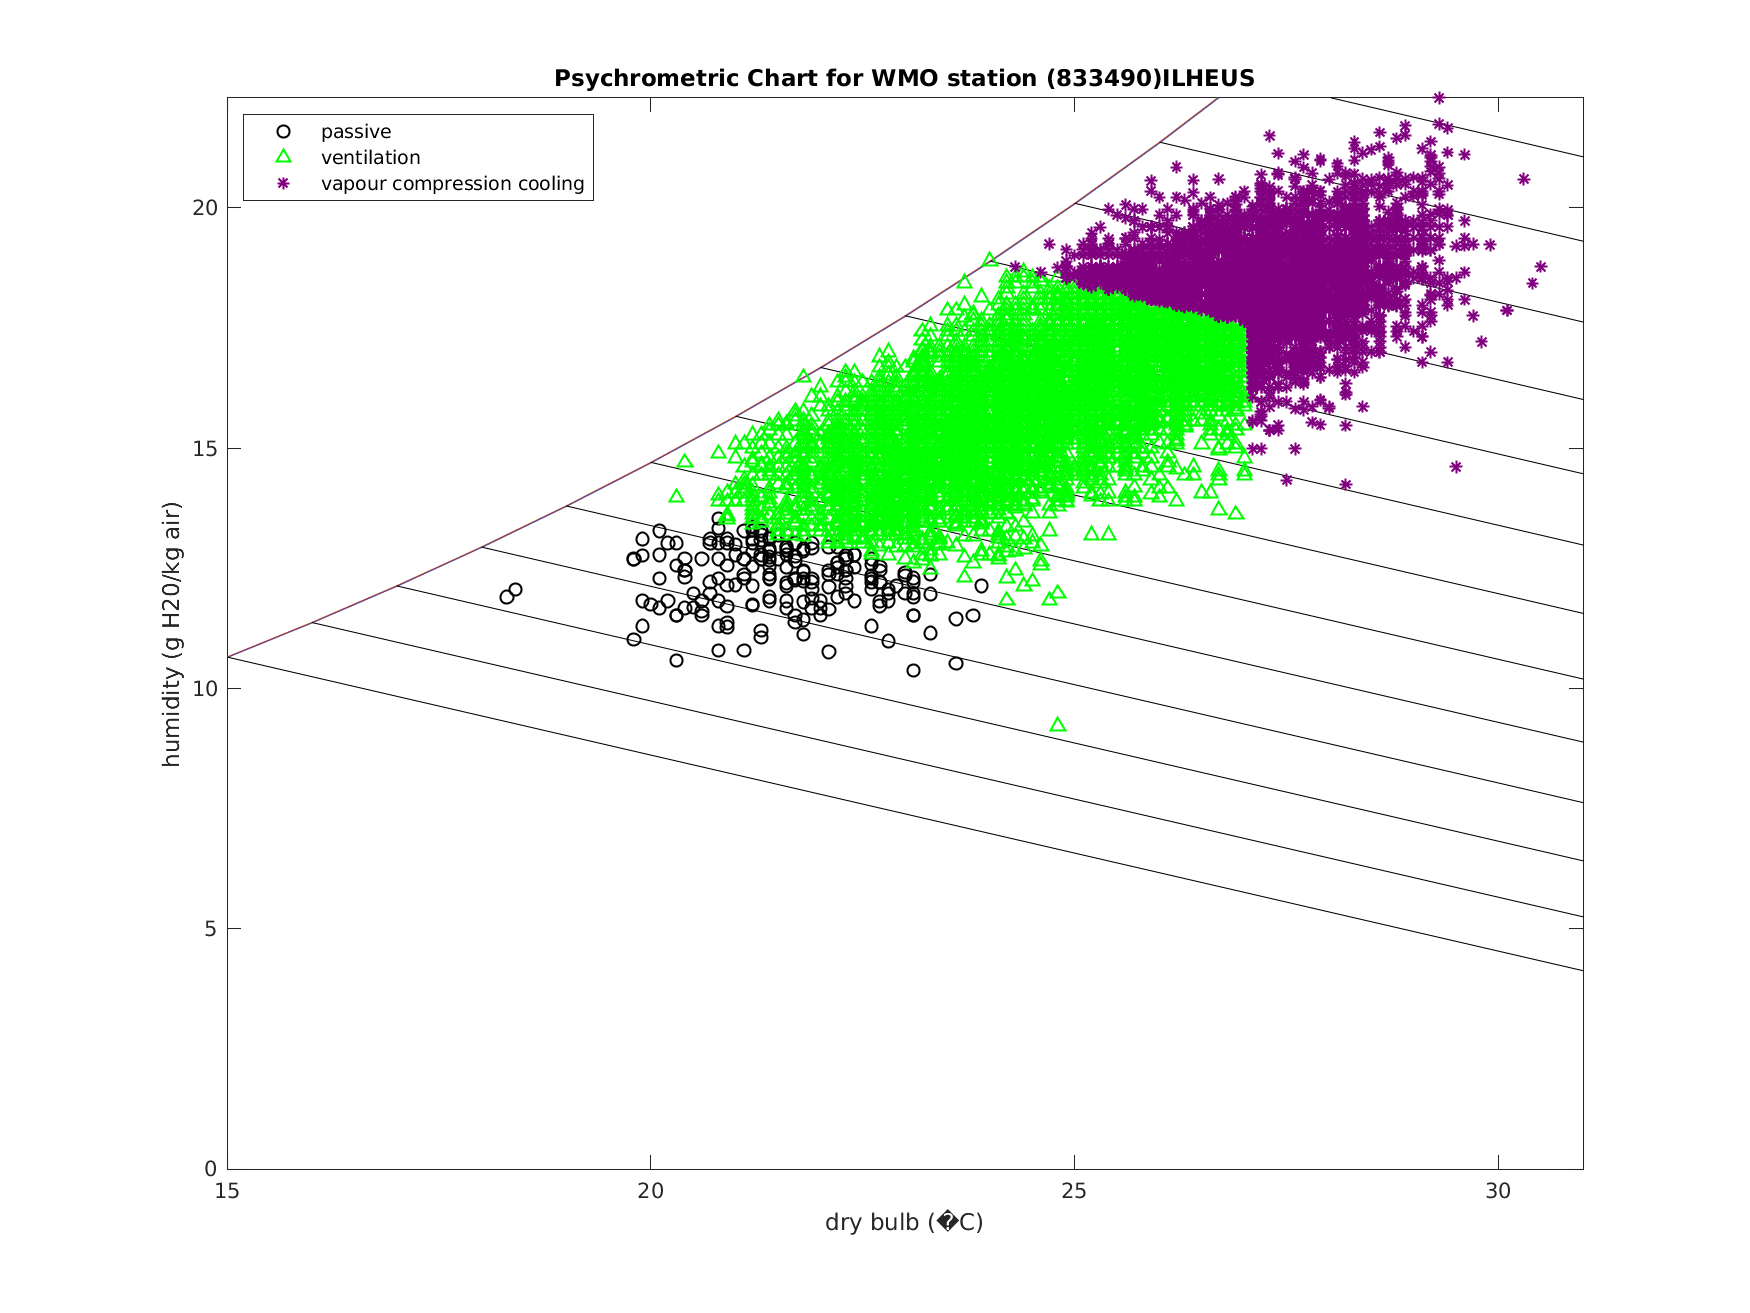 Psychrometric Chart for WMO station (833490)ILHEUS
passive
ventilation
vapour compression cooling
20
15
10
5
0
humidity (g H20/kg air)
15 20 25 30
dry bulb (�C)